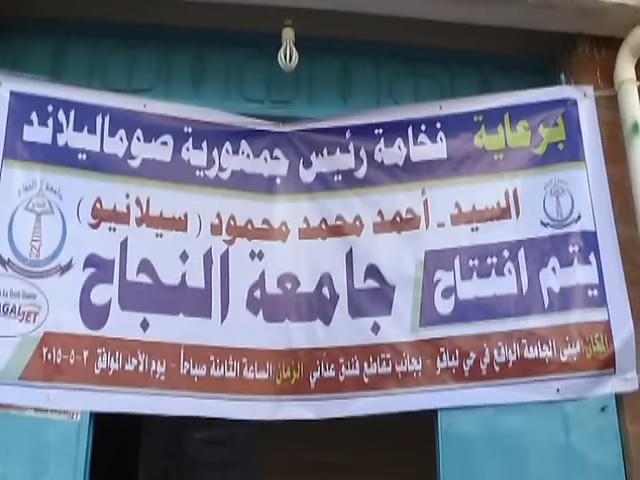 برعاية فخامة رئيس جمهورية صوماليلاند
السيد - أحمد محمد محمود ( سيلانيو )
يتم افتتاح جامعة النجاح
المكان: مبنى الجامعة الواقع في حي لباقو - بجانب تقاطع فندق عداني الزمان الساعة الثامنة صباحاً - يوم الأحد الموافق ٣-٥-٢٠١٥